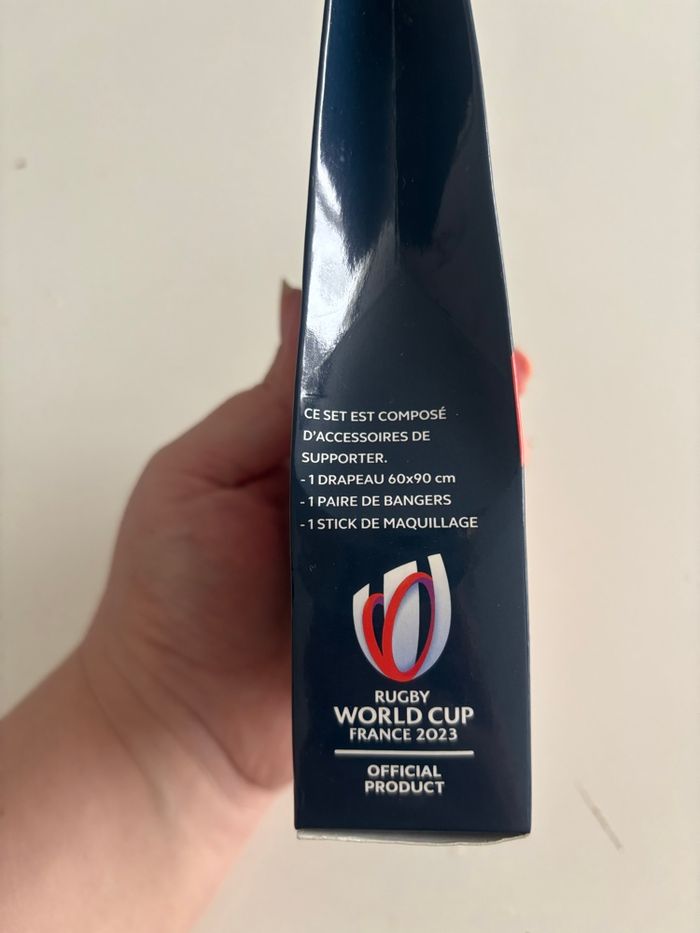 CE SET EST COMPOSÉ
D'ACCESSOIRES DE
SUPPORTER.
- 1 DRAPEAU 60x90 cm
- 1 PAIRE DE BANGERS
- 1 STICK DE MAQUILLAGE
RUGBY
WORLD CUP
FRANCE 2023
OFFICIAL
PRODUCT